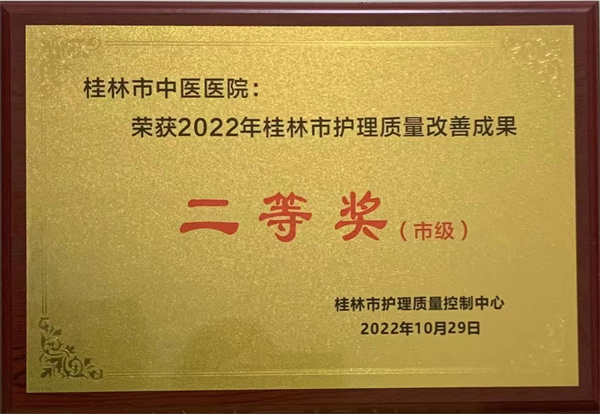 桂林市中医医院：
荣获2022年桂林市护理质量改善成果
二等奖（市级）
桂林市护理质量控制中心
2022年10月29日